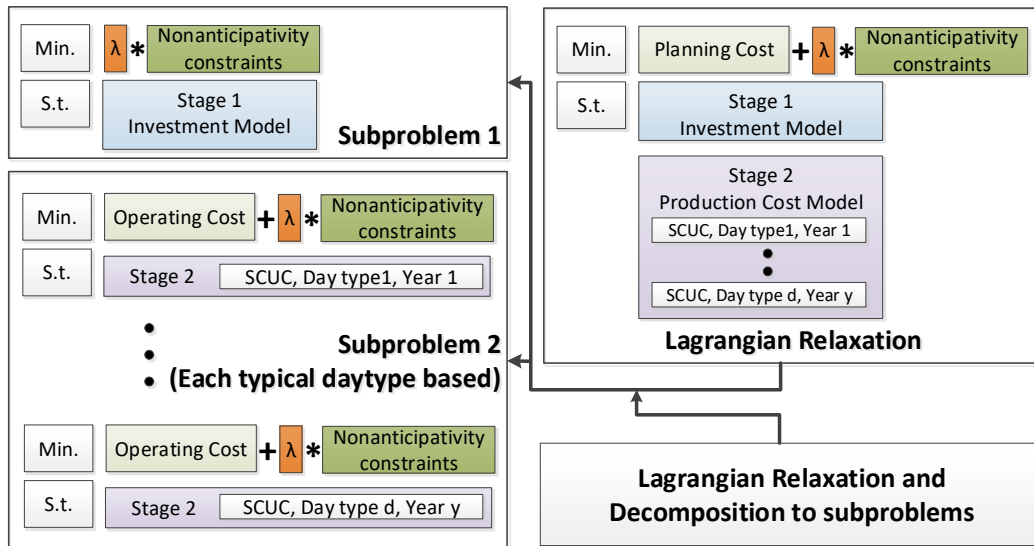 Min.
λ
*
Nonanticipativity
constraints
S.t.
Stage 1
Investment Model
Subproblem 1
Min.
Operating Cost
+
λ
*
Nonanticipativity
constraints
S.t.
Stage 2
SCUC, Day type1, Year 1
Subproblem 2
(Each typical daytype based)
Min.
Operating Cost
+
λ
*
Nonanticipativity
constraints
S.t.
Stage 2
SCUC, Day type d, Year y
Min.
Planning Cost
+
λ
*
Nonanticipativity
constraints
S.t.
Stage 1
Investment Model
Stage 2
Production Cost Model
SCUC, Day type1, Year 1
SCUC, Day type d, Year y
Lagrangian Relaxation
Lagrangian Relaxation and
Decomposition to subproblems